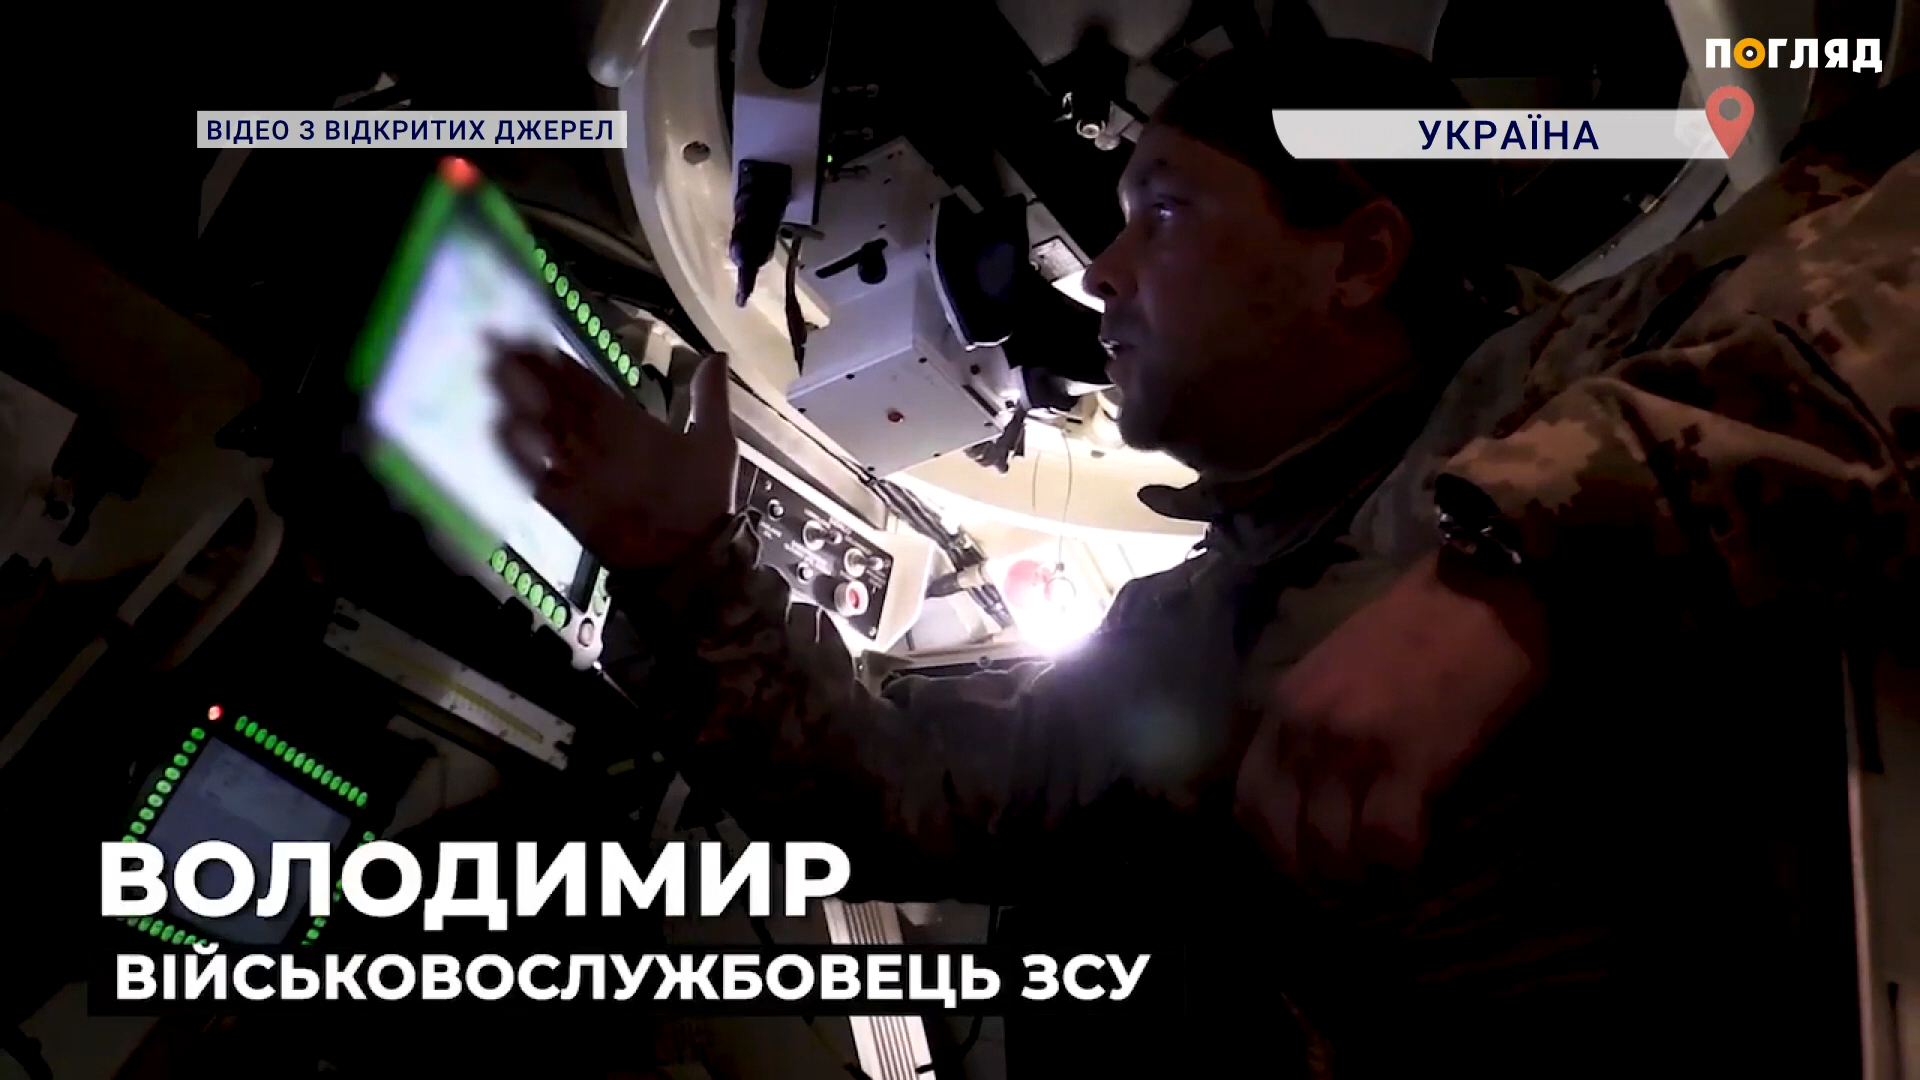 ПОГЛЯД
ВІДЕО З ВІДКРИТИХ ДЖЕРЕЛ
УКРАЇНА
ВОЛОДИМИР
ВІЙСЬКОВОСЛУЖБОВЕЦЬ ЗСУ